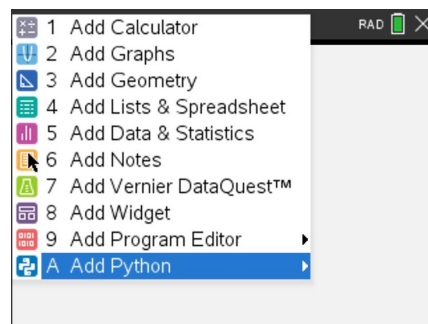 RAD
1 Add Calculator
2 Add Graphs
3 Add Geometry
4 Add Lists & Spreadsheet
5 Add Data & Statistics
6 Add Notes
7 Add Vernier DataQuest™
8 Add Widget
9 Add Program Editor
A Add Python